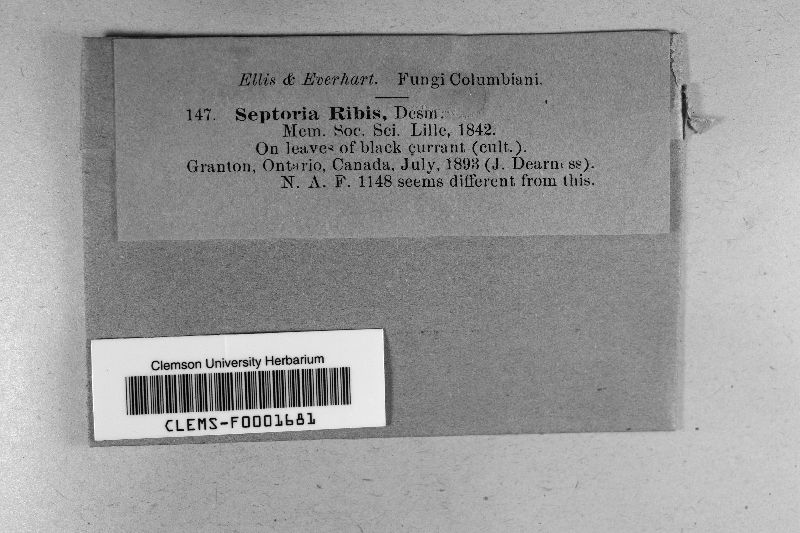 Ellis & Everhart. Fungi Columbiani.
147. Septoria Ribis, Desm.
Mem. Soc. Sci. Lille, 1842.
On leaves of black currant (cult.).
Granton, Ontario, Canada, July, 1893 (J. Dearness).
N. A. F. 1148 seems different from this.
Clemson University Herbarium
CLEMS-F0001681